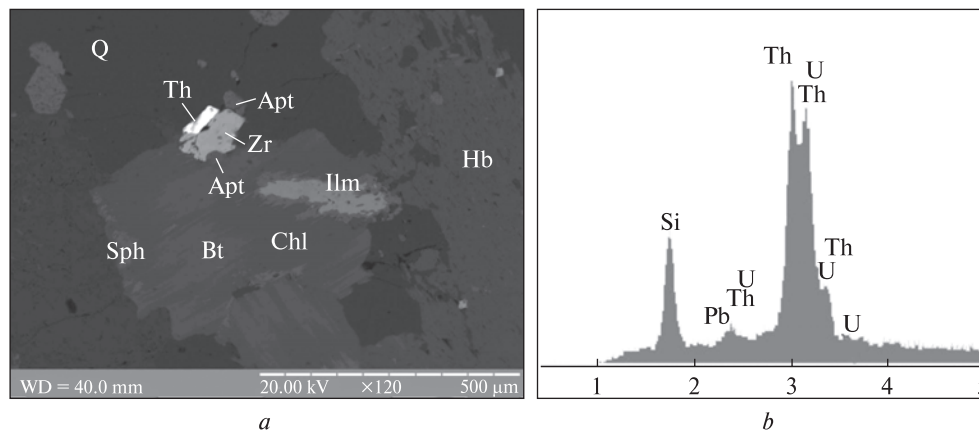 Q
Th
Apt
Zr
Apt
Hb
Ilm
Sph
Bt
Chl
WD = 40.0 mm 20.00 kV ×120 500 µm
a
Th
U
Th
Si
Th
U
U
Th
Pb
U
1 2 3 4
b